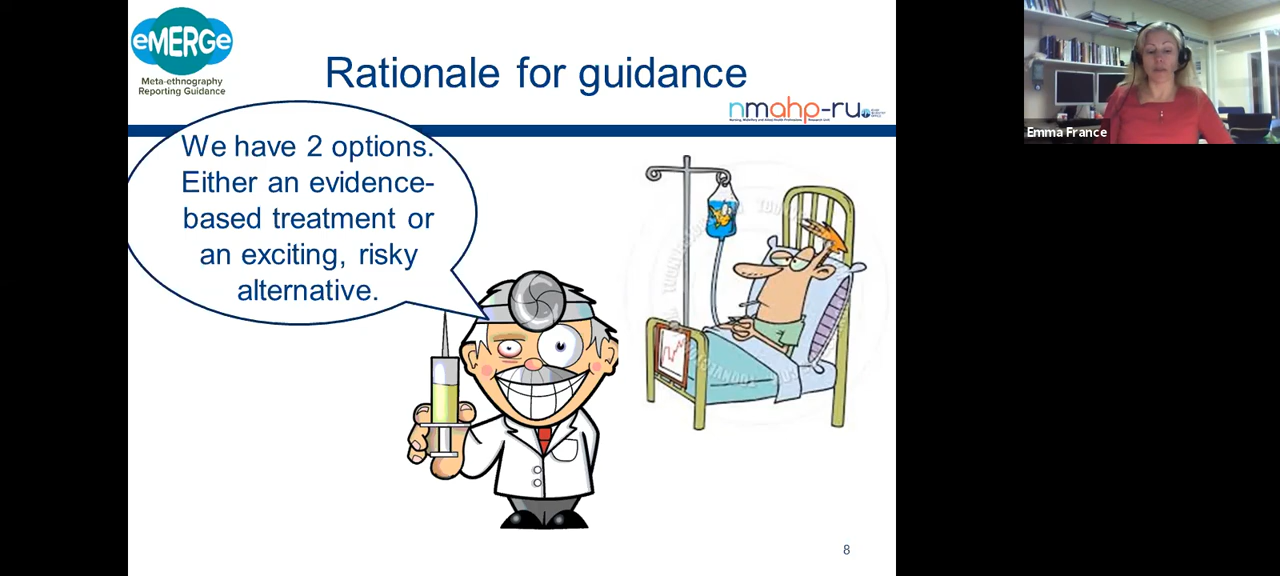 eMERGe
Meta-ethnography
Reporting Guidance
Rationale for guidance
nmahp-ru
We have 2 options.
Either an evidence-
based treatment or
an exciting, risky
alternative.
8
Emma France